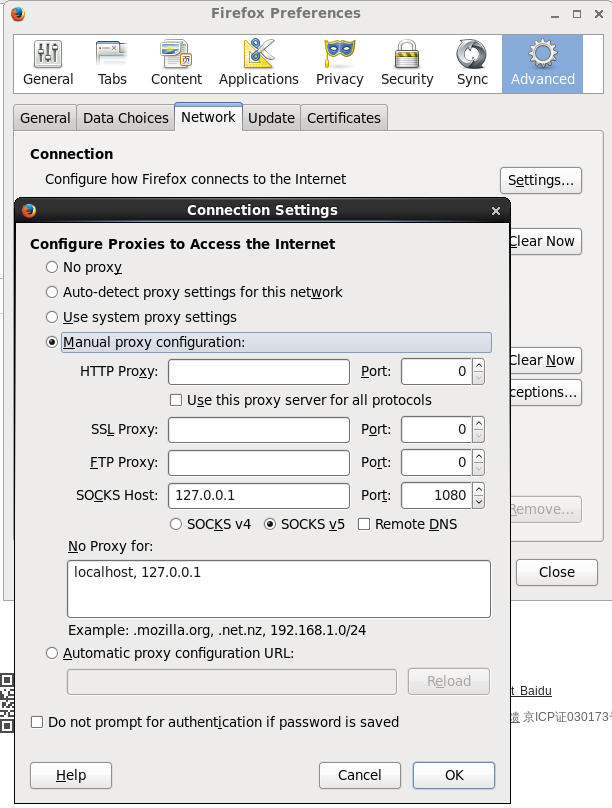 Firefox Preferences
General Tabs Content Applications Privacy Security Sync Advanced
General Data Choices Network Update Certificates
Connection
Configure how Firefox connects to the Internet Settings...
Connection Settings
Configure Proxies to Access the Internet
Clear Now
No proxy
Auto-detect proxy settings for this network
Use system proxy settings
Manual proxy configuration:
Clear Now
HTTP Proxy: Port: 0
ceptions...
Use this proxy server for all protocols
SSL Proxy: Port: 0
FTP Proxy: Port: 0
SOCKS Host: 127.0.0.1 Port: 1080
Remove...
SOCKS v4 SOCKS v5 Remote DNS
No Proxy for:
localhost, 127.0.0.1
Close
Example: .mozilla.org, .net.nz, 192.168.1.0/24
Automatic proxy configuration URL:
Reload
t Baidu
京ICP证030173
Do not prompt for authentication if password is saved
Help Cancel OK